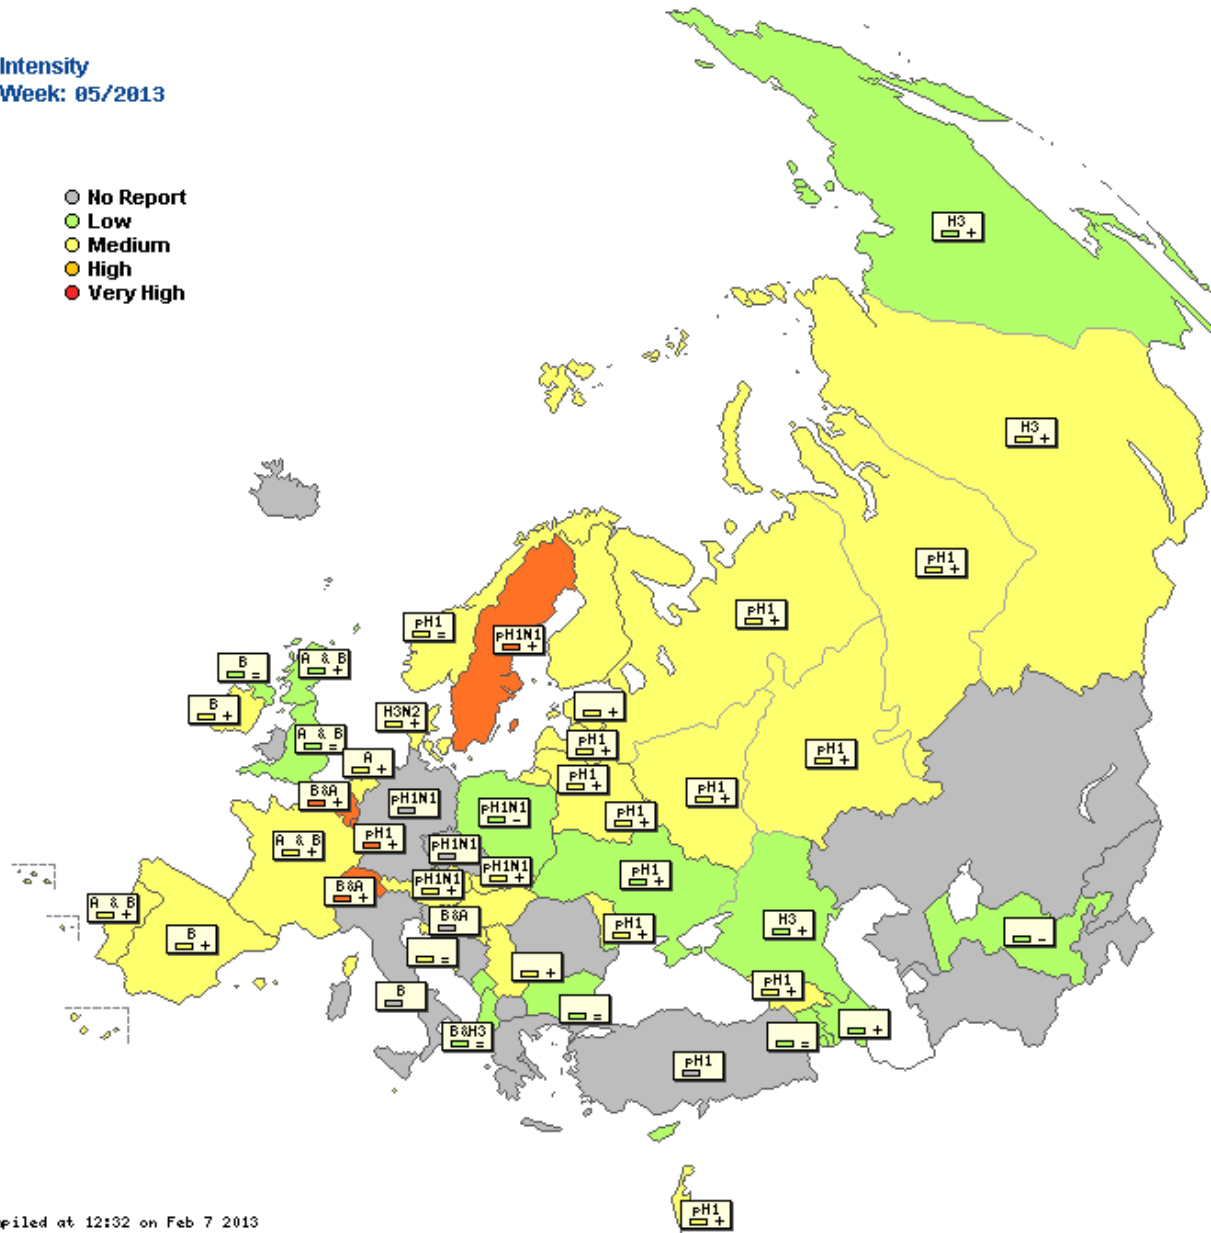 Intensity
Week: 05/2013
No Report
Low
Medium
High
Very High
H3
+
H3
+
pH1
+
pH1
+
pH1
=
pH1N1
+
B
=
A & B
+
B
+
H3N2
+
+
A & B
=
pH1
+
A
+
pH1
+
pH1
+
pH1
+
B&A
+
pH1N1
pH1N1
-
pH1
+
A & B
+
pH1
+
pH1N1
pH1N1
+
pH1
+
B&A
+
pH1N1
+
A & B
+
B
+
B&A
pH1
+
H3
+
-
=
+
pH1
+
B
=
+
B&H3
=
=
pH1
pH1
+
piled at 12:32 on Feb 7 2013